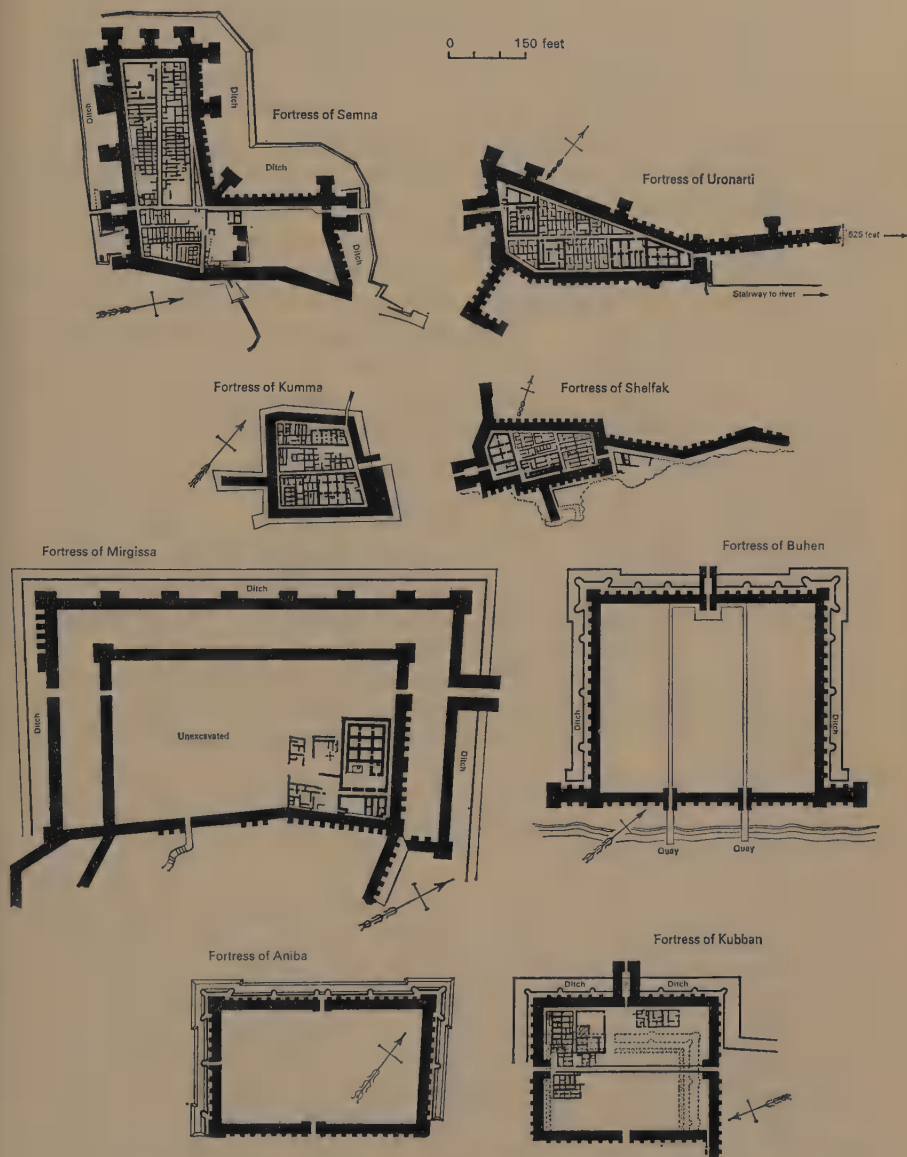 0 150 feet
Fortress of Semna
Ditch
Ditch
Ditch
Ditch
Fortress of Uronarti
525 feet
Stairway to river
Fortress of Kumma
Fortress of Shelfak
Fortress of Mirgissa
Ditch
Ditch
Unexcavated
Ditch
Fortress of Buhen
Ditch
Ditch
Quay
Quay
Fortress of Aniba
Fortress of Kubban
Ditch
Ditch